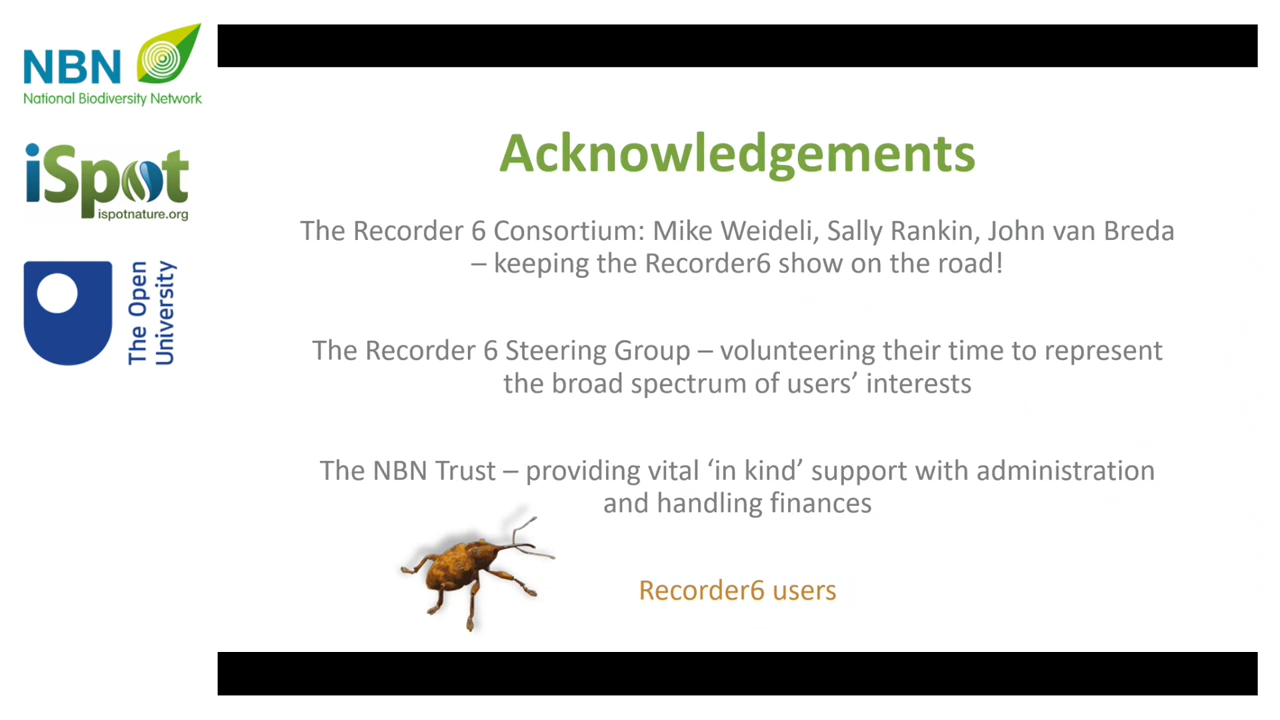 NBN
National Biodiversity Network
iSpot
ispotnature.org
The Open
University
Acknowledgements
The Recorder 6 Consortium: Mike Weideli, Sally Rankin, John van Breda
– keeping the Recorder6 show on the road!
The Recorder 6 Steering Group – volunteering their time to represent
the broad spectrum of users’ interests
The NBN Trust – providing vital ‘in kind’ support with administration
and handling finances
Recorder6 users